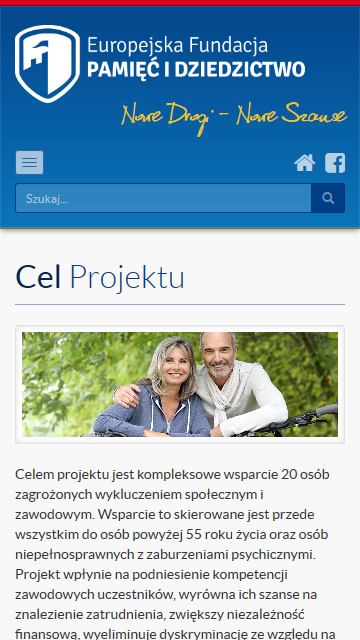 Europejska Fundacja
PAMIĘĆ I DZIEDZICTWO
Nowe Drogi - Nowe Szanse
Szukaj...
Cel Projektu
Celem projektu jest kompleksowe wsparcie 20 osób
zagrożonych wykluczeniem społecznym i
zawodowym. Wsparcie to skierowane jest przede
wszystkim do osób powyżej 55 roku życia oraz osób
niepełnosprawnych z zaburzeniami psychicznymi.
Projekt wpłynie na podniesienie kompetencji
zawodowych uczestników, wyrówna ich szanse na
znalezienie zatrudnienia, zwiększy niezależność
finansową, wyeliminuje dyskryminację ze względu na